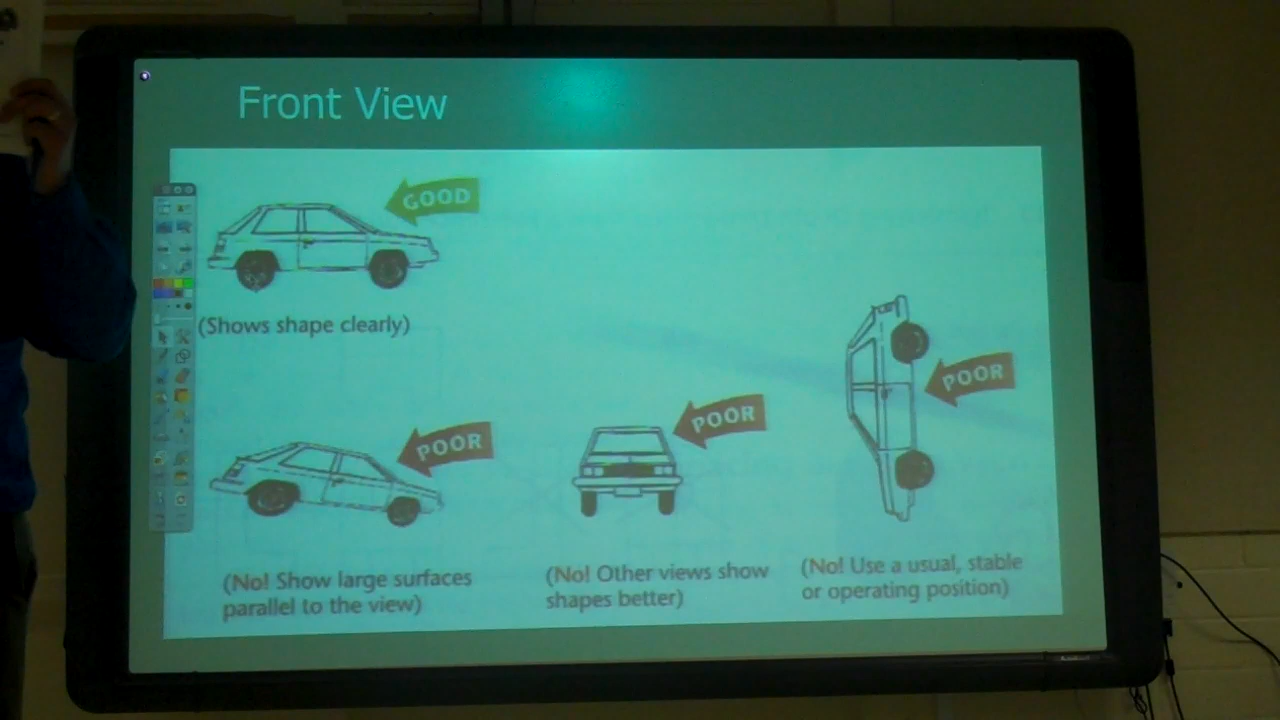 Front View
GOOD
(Shows shape clearly)
POOR
(No! Show large surfaces
parallel to the view)
POOR
(No! Other views show
shapes better)
POOR
(No! Use a usual, stable
or operating position)